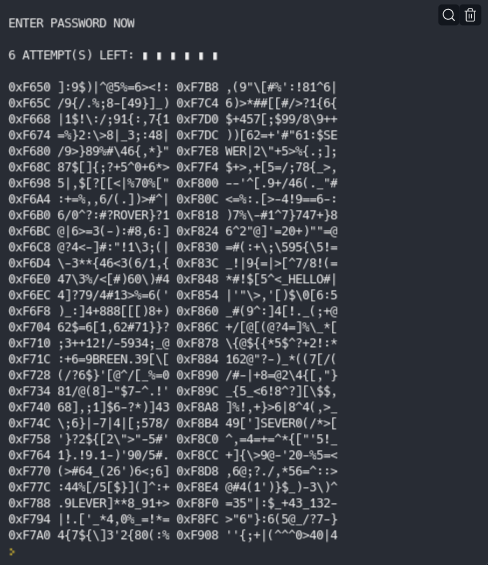 ENTER PASSWORD NOW
6 ATTEMPT(S) LEFT: ▮ ▮ ▮ ▮ ▮ ▮
0xF650 ]:9$)|^@5%=6><!: 0xF7B8 ,(9"\[#%':!81^6|
0xF65C /9{/.%;8-[49}]_) 0xF7C4 6)>*##[[#/>?1{6{
0xF668 |1$!\:/;91{:,7{1 0xF7D0 $+457[;$99/8\9++
0xF674 =%}2:\>8|_3;:48| 0xF7DC ))[62=+'#"61:$SE
0xF680 /9>}89%#\46{,*}" 0xF7E8 WER|2\"+5>%{.;];
0xF68C 87$[]{;?+5^0+6*> 0xF7F4 $+>,+[5=/;78{_>,
0xF698 5|,$[?[[<|%70%[" 0xF800 --'^[.9+/46(._"#
0xF6A4 :+=%,,6/(.])>#^| 0xF80C <=%:.[>-4!9==6-:
0xF6B0 6/0^?:#?ROVER}?1 0xF818 )7%\-#1^7}747+}8
0xF6BC @|6>=3(-):#8,6:] 0xF824 6^2"@]'=20+)""=@
0xF6C8 @?4<-]#:"!1\3;(| 0xF830 =#(:+\;\595{\5!=
0xF6D4 \-3**{46<3(6/1,{ 0xF83C _!|9{=|>[^7/8!(=
0xF6E0 47\3%/<[#)60\)#4 0xF848 *#!$[5^<_HELLO#|
0xF6EC 4]?79/4#13>%=6(' 0xF854 |'"\>,'[)$\0[6:5
0xF6F8 )_:]4+888[[[)8+) 0xF860 _#(9^:]4[!._(;+@
0xF704 62$=6[1,62#71}}? 0xF86C +/[@[(@?4=]%\_*[
0xF710 ;3++12!/-5934;_@ 0xF878 \{@${{*5$^?+2!:*
0xF71C :+6=9BREEN.39[\[ 0xF884 162@"?-)_*((7[/(
0xF728 (/?6$}'[@^/[_%=0 0xF890 /#-|+8=@2\4{[,"}
0xF734 81/@(8]-"$7-^.!' 0xF89C _{5_<6!8^?][\$$,
0xF740 68],;1]$6-?*)]43 0xF8A8 ]%!,+}>6|8^4(,>_
0xF74C \;6}|-7|4|[;578/ 0xF8B4 49']SEVER0(/*>[
0xF758 '}?2${[2\">"-5#' 0xF8C0 ^,=4=+=^*{["'5!_
0xF764 1}.!9.1-)'90/5#. 0xF8CC +]{\>9@-'20-%5=<
0xF770 (>#64_(26')6<;6] 0xF8D8 ,6@;?./,*56=^::>
0xF77C :44%[/5[$}](]^:+ 0xF8E4 @#4(1')}$_)-3\)^
0xF788 .9LEVER]**8_91+> 0xF8F0 =35"|:$_+43_132-
0xF794 |!.['_*4,0%_=!*= 0xF8FC >"6"}:6(5@_/?7-}
0xF7A0 4{7${\]3'2{80(:% 0xF908 ''{;+|(^^^0>40|4
>